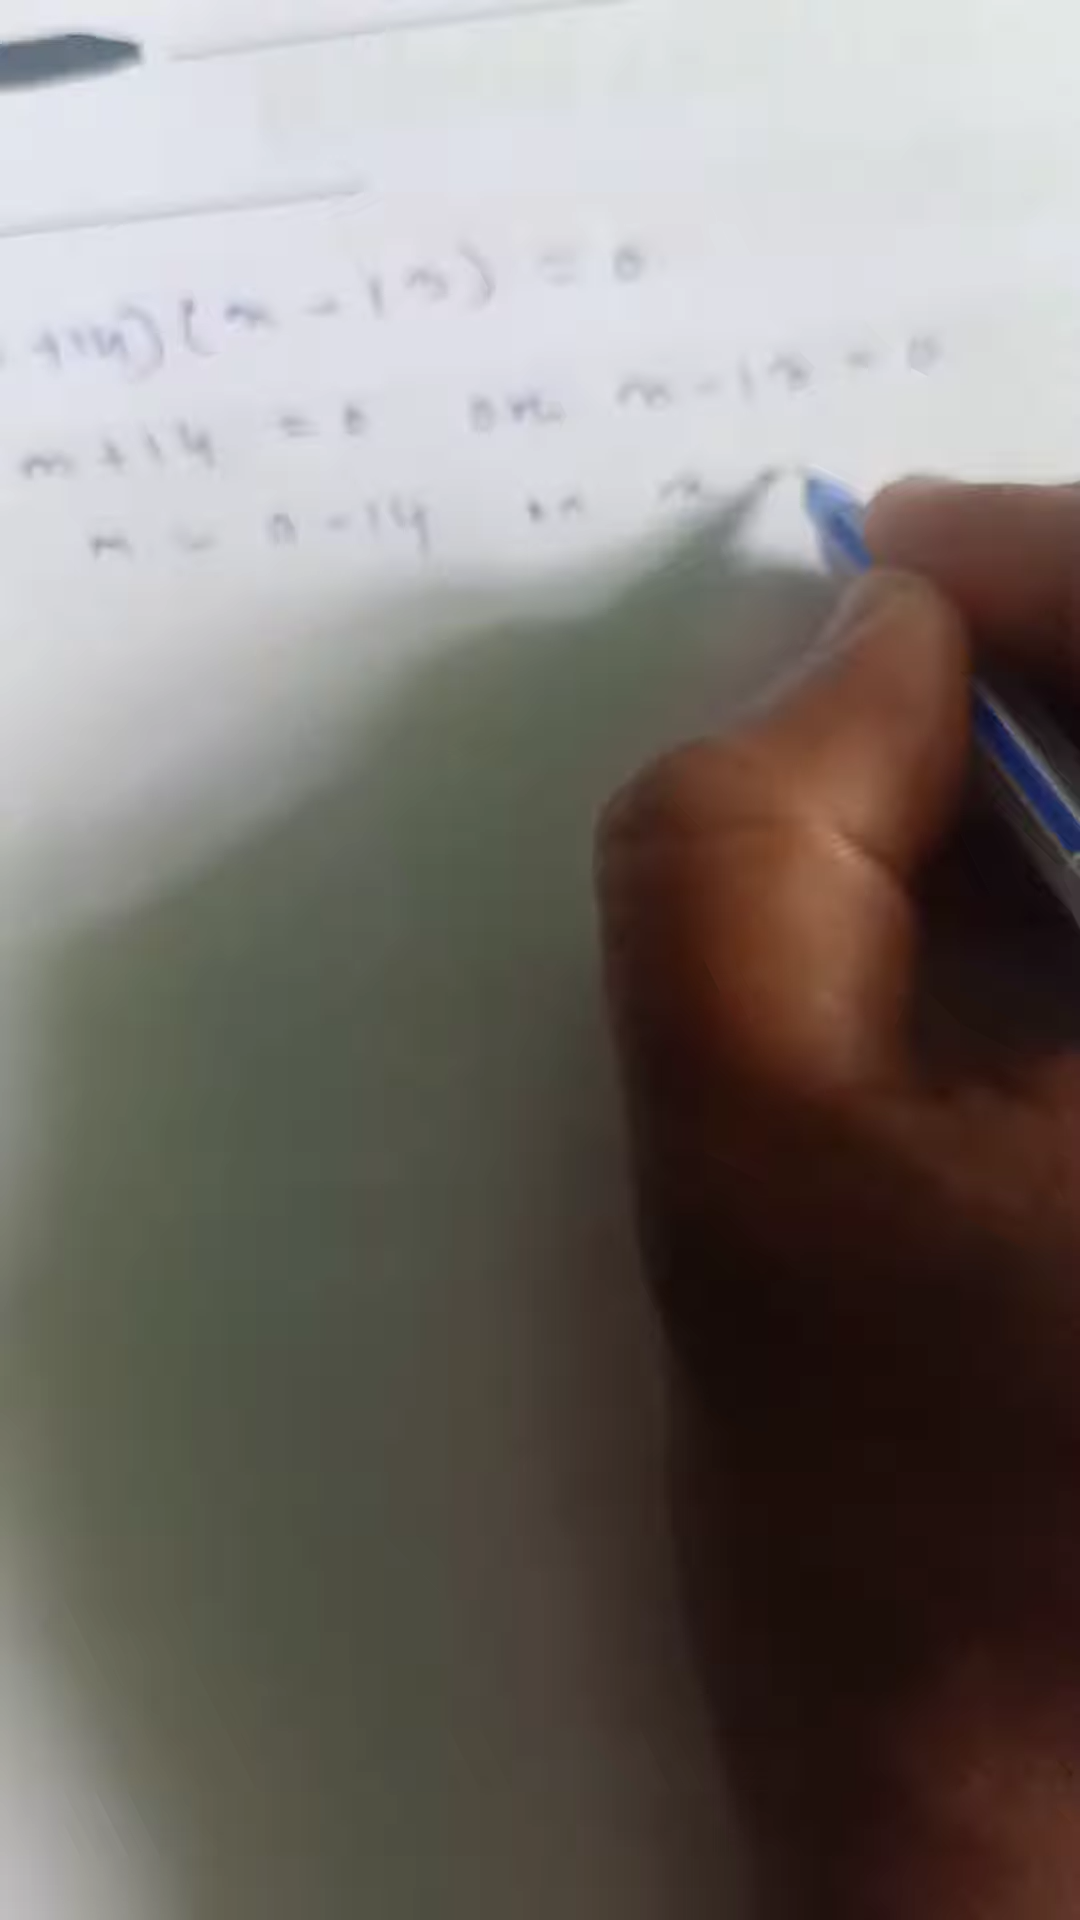 +14)(x-13) = 0
x+14 = 0 or x-13 = 0
x = 0-14 or x